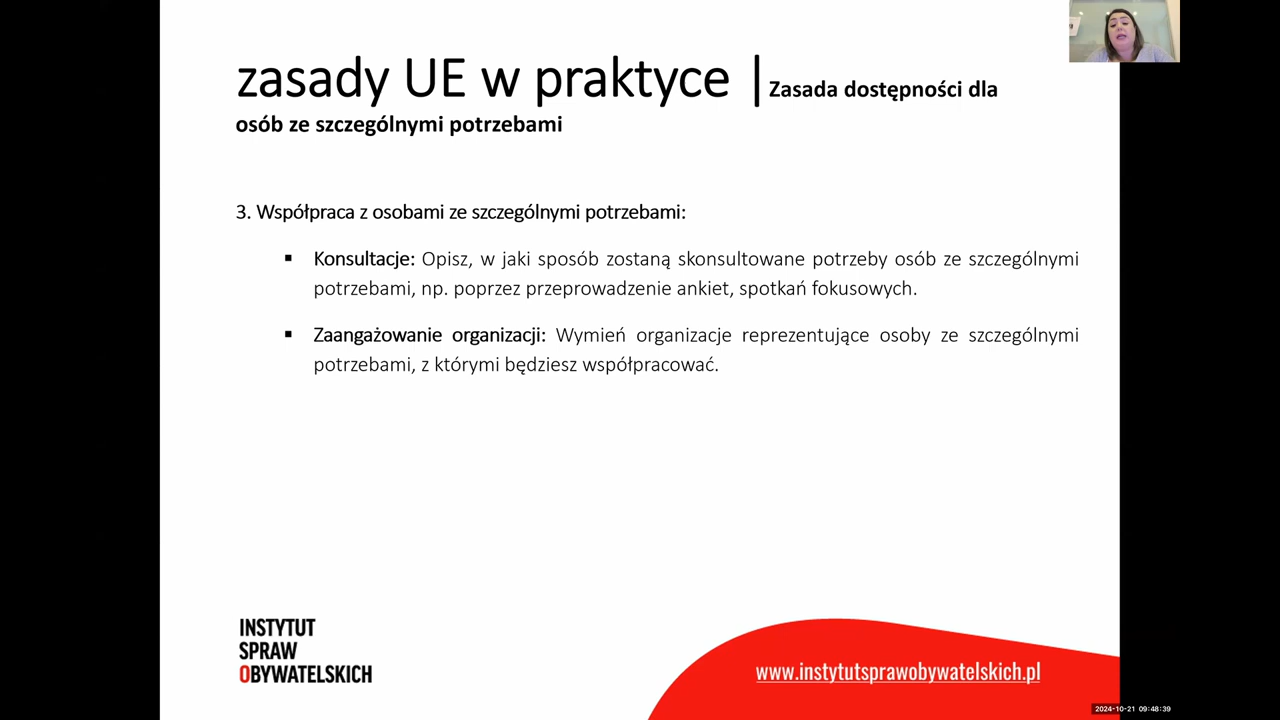 zasady UE w praktyce | Zasada dostępności dla
osób ze szczególnymi potrzebami
3. Współpraca z osobami ze szczególnymi potrzebami:
▪ Konsultacje: Opisz, w jaki sposób zostaną skonsultowane potrzeby osób ze szczególnymi
potrzebami, np. poprzez przeprowadzenie ankiet, spotkań fokusowych.
▪ Zaangażowanie organizacji: Wymień organizacje reprezentujące osoby ze szczególnymi
potrzebami, z którymi będziesz współpracować.
INSTYTUT
SPRAW
OBYWATELSKICH
www.instytutsprawobywatelskich.pl
2024-10-21 09:48:39